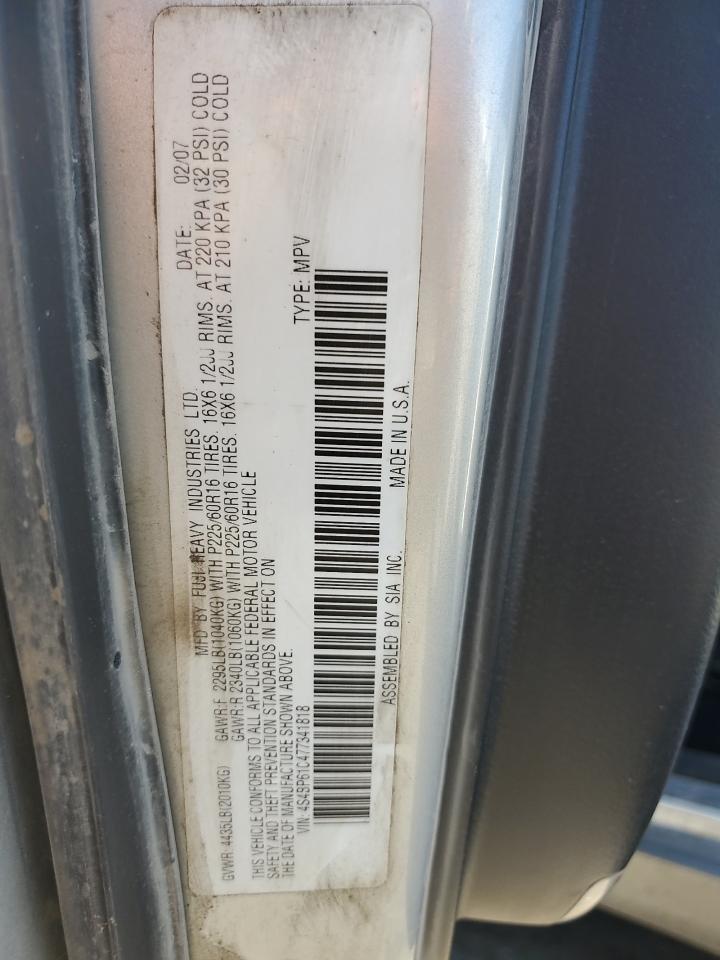 MFD BY FUJI HEAVY INDUSTRIES LTD. DATE: 02/07
GVWR: 4435LB(2010KG) GAWR:F 2295LB(1040KG) WITH P225/60R16 TIRES. 16X6 1/2JJ RIMS. AT 220 KPA (32 PSI) COLD
GAWR:R 2340LB(1060KG) WITH P225/60R16 TIRES. 16X6 1/2JJ RIMS. AT 210 KPA (30 PSI) COLD
THIS VEHICLE CONFORMS TO ALL APPLICABLE FEDERAL MOTOR VEHICLE
SAFETY AND THEFT PREVENTION STANDARDS IN EFFECT ON
THE DATE OF MANUFACTURE SHOWN ABOVE.
VIN: 4S4BP61C477341818 TYPE: MPV
ASSEMBLED BY SIA INC. MADE IN U.S.A.